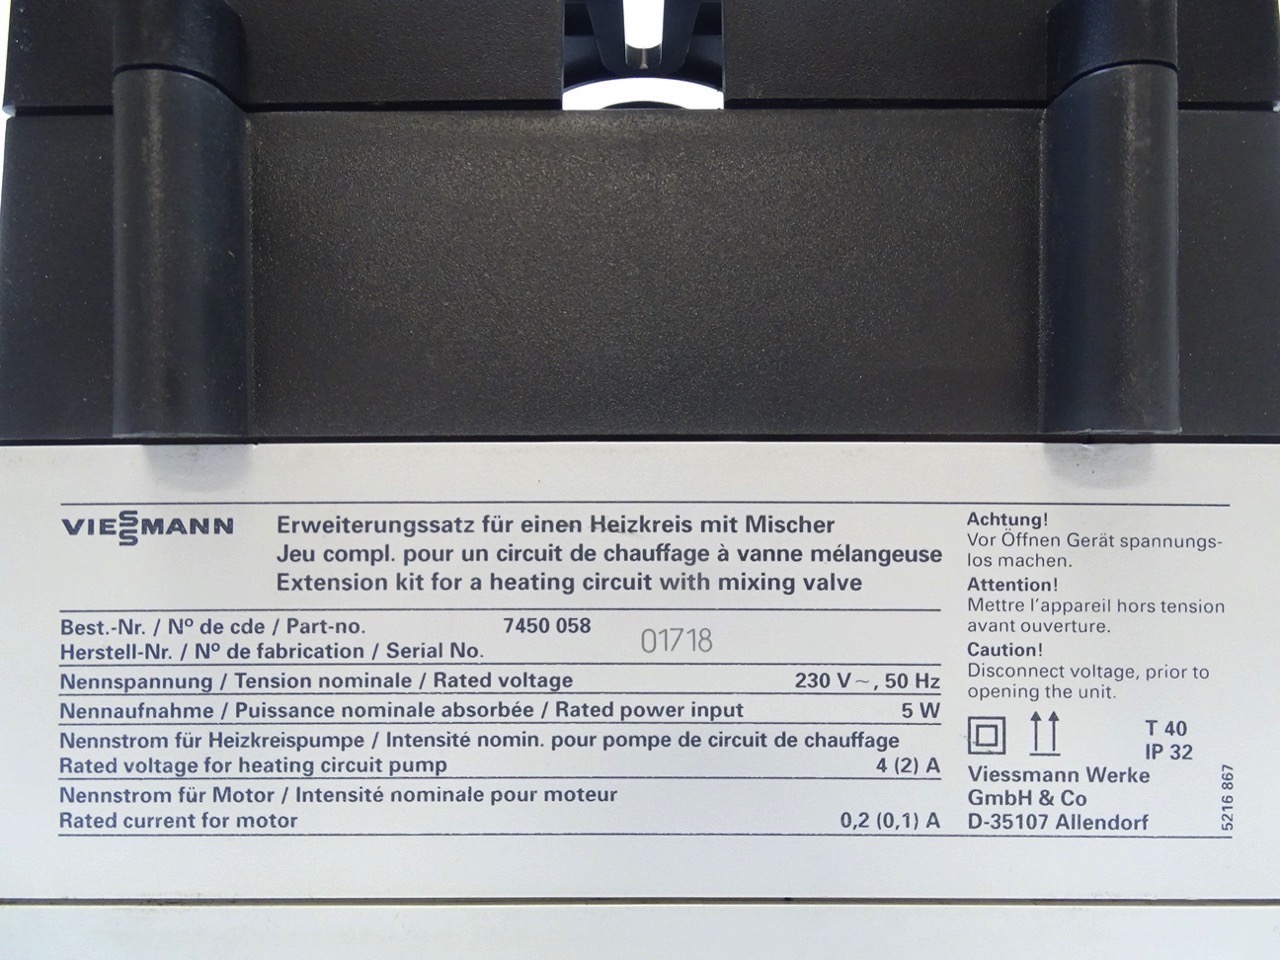 VIESSMANN
Erweiterungssatz für einen Heizkreis mit Mischer
Jeu compl. pour un circuit de chauffage à vanne mélangeuse
Extension kit for a heating circuit with mixing valve
Best.-Nr. / Nº de cde / Part-no. 7450 058
Herstell-Nr. / Nº de fabrication / Serial No. 01718
Nennspannung / Tension nominale / Rated voltage 230 V~, 50 Hz
Nennaufnahme / Puissance nominale absorbée / Rated power input 5 W
Nennstrom für Heizkreispumpe / Intensité nomin. pour pompe de circuit de chauffage
Rated voltage for heating circuit pump 4 (2) A
Nennstrom für Motor / Intensité nominale pour moteur
Rated current for motor 0,2 (0,1) A
Achtung!
Vor Öffnen Gerät spannungs-
los machen.
Attention!
Mettre l'appareil hors tension
avant ouverture.
Caution!
Disconnect voltage, prior to
opening the unit.
T 40
IP 32
Viessmann Werke
GmbH & Co
D-35107 Allendorf
5216 867